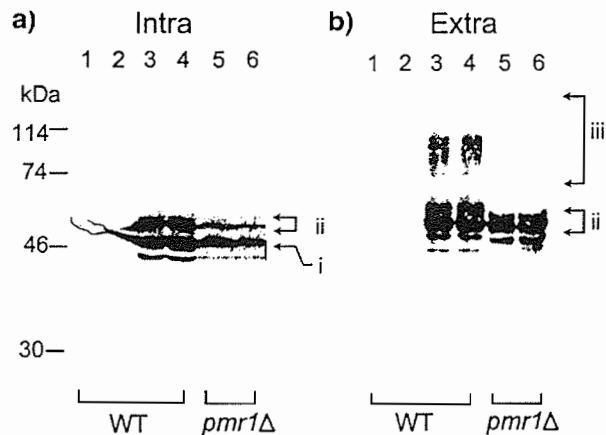 a) Intra
1 2 3 4 5 6
kDa
114
74
46
30
ii
i
WT pmr1Δ
b) Extra
1 2 3 4 5 6
iii
ii
WT pmr1Δ